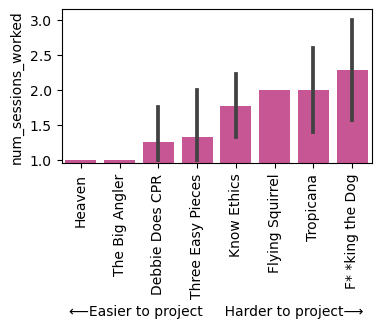 num_sessions_worked
3.0
2.5
2.0
1.5
1.0
Heaven
The Big Angler
Debbie Does CPR
Three Easy Pieces
Know Ethics
Flying Squirrel
Tropicana
F* *king the Dog
⟵Easier to project Harder to project⟶